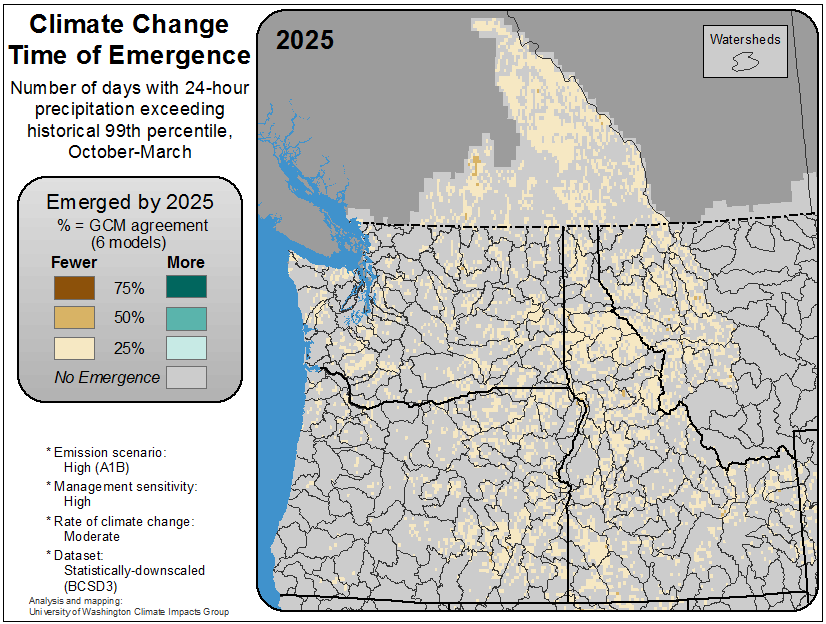 Climate Change
Time of Emergence
Number of days with 24-hour
precipitation exceeding
historical 99th percentile,
October-March
Emerged by 2025
% = GCM agreement
(6 models)
Fewer More
75%
50%
25%
No Emergence
* Emission scenario:
High (A1B)
* Management sensitivity:
High
* Rate of climate change:
Moderate
* Dataset:
Statistically-downscaled
(BCSD3)
Analysis and mapping:
University of Washington Climate Impacts Group
2025
Watersheds